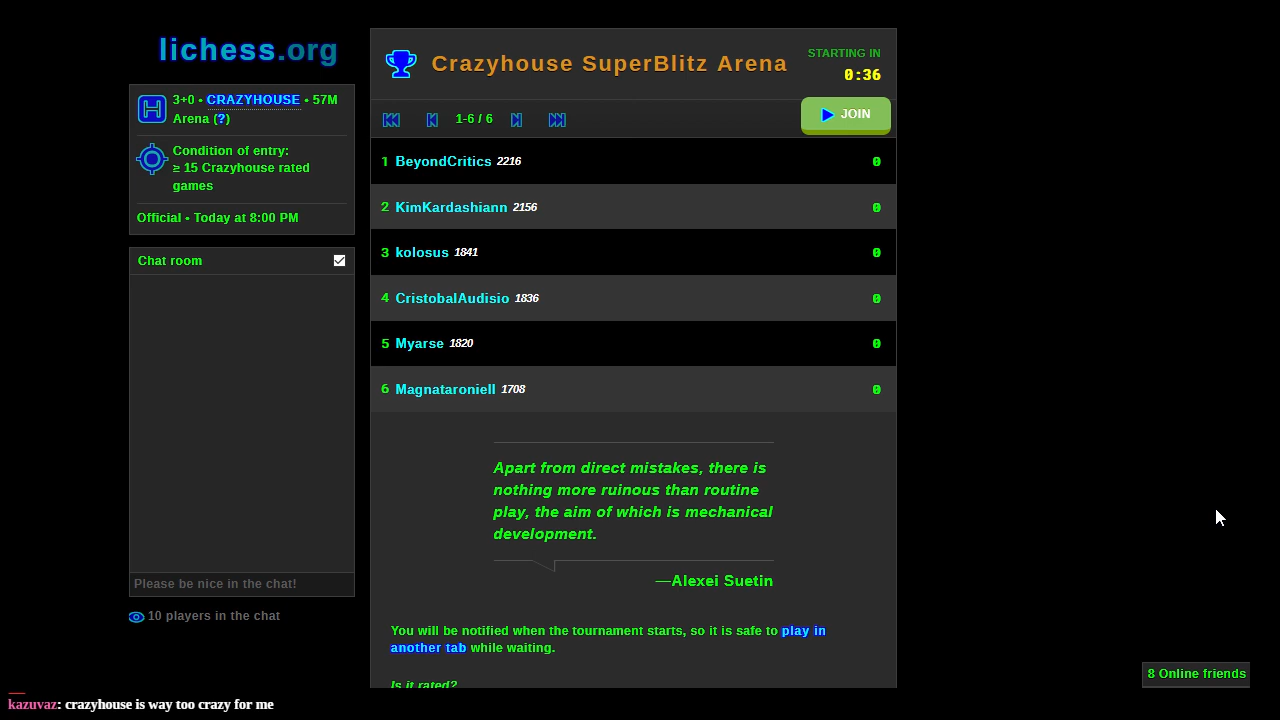 lichess.org
3+0 • CRAZYHOUSE • 57M
Arena (?)
Condition of entry:
≥ 15 Crazyhouse rated
games
Official • Today at 8:00 PM
Chat room
Please be nice in the chat!
10 players in the chat
Crazyhouse SuperBlitz Arena
STARTING IN
0:36
1-6 / 6
JOIN
1 BeyondCritics 2216 0
2 KimKardashiann 2156 0
3 kolosus 1841 0
4 CristobalAudisio 1836 0
5 Myarse 1820 0
6 Magnataroniell 1708 0
Apart from direct mistakes, there is
nothing more ruinous than routine
play, the aim of which is mechanical
development.
—Alexei Suetin
You will be notified when the tournament starts, so it is safe to play in
another tab while waiting.
Is it rated?
8 Online friends
kazuvaz: crazyhouse is way too crazy for me